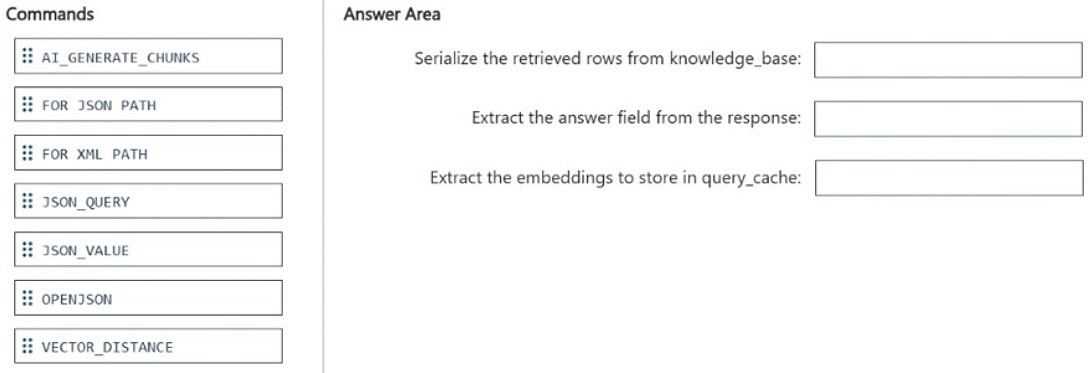 Commands
AI_GENERATE_CHUNKS
FOR JSON PATH
FOR XML PATH
JSON_QUERY
JSON_VALUE
OPENJSON
VECTOR_DISTANCE
Answer Area
Serialize the retrieved rows from knowledge_base:
Extract the answer field from the response:
Extract the embeddings to store in query_cache: